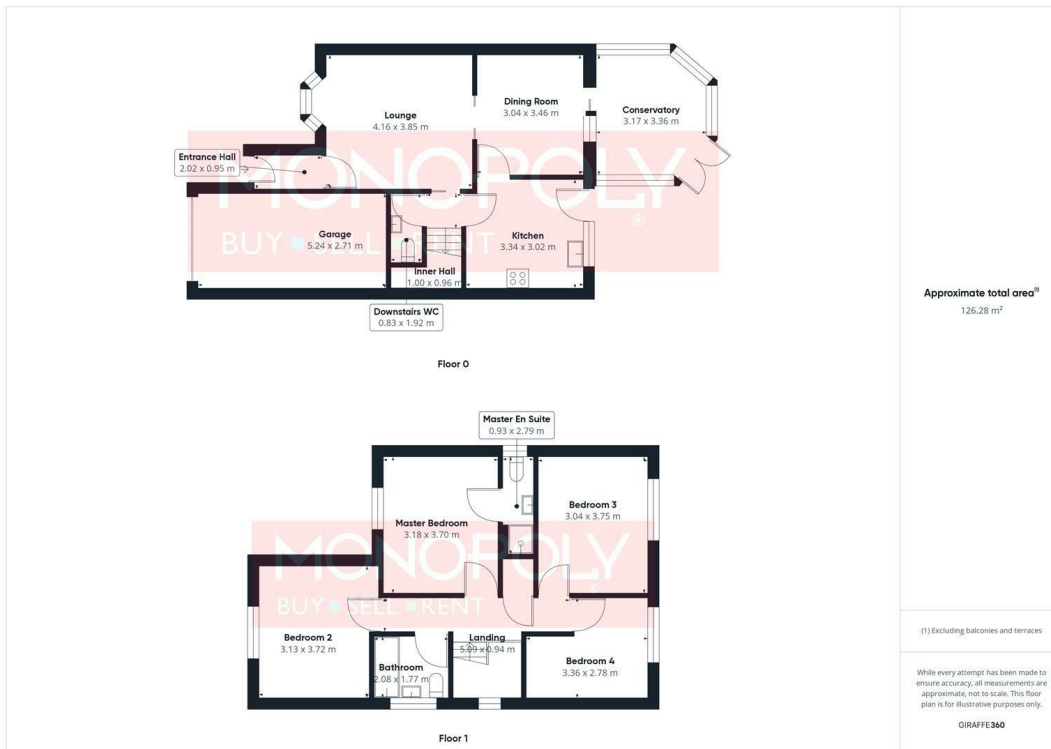 Dining Room
3.04 x 3.46 m
Conservatory
3.17 x 3.36 m
Lounge
4.16 x 3.85 m
Entrance Hall
2.02 x 0.95 m
MONOPOLY
®
BUY SELL RENT
Garage
5.24 x 2.71 m
Kitchen
3.34 x 3.02 m
Inner Hall
1.00 x 0.96 m
Downstairs WC
0.83 x 1.92 m
Floor 0
Master En Suite
0.93 x 2.79 m
Bedroom 3
3.04 x 3.75 m
Master Bedroom
3.18 x 3.70 m
MONOPOLY
®
BUY SELL RENT
Bedroom 2
3.13 x 3.72 m
Landing
5.09 x 0.94 m
Bathroom
2.08 x 1.77 m
Bedroom 4
3.36 x 2.78 m
Floor 1
Approximate total area(1)
126.28 m²
(1) Excluding balconies and terraces
While every attempt has been made to
ensure accuracy, all measurements are
approximate, not to scale. This floor
plan is for illustrative purposes only.
GIRAFFE360